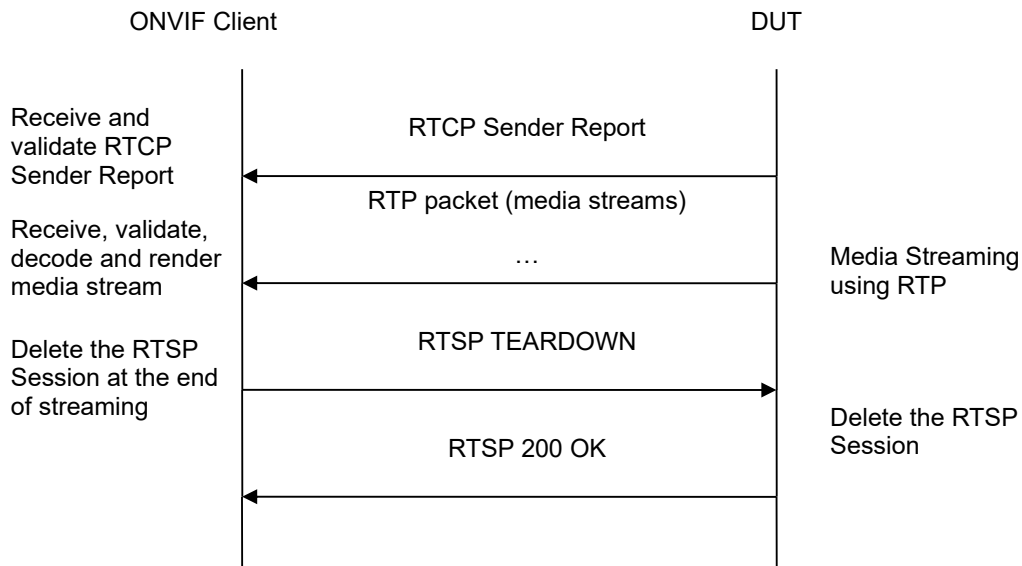 ONVIF Client
DUT
Receive and
validate RTCP
Sender Report
RTCP Sender Report
RTP packet (media streams)
Receive, validate,
decode and render
media stream
…
Media Streaming
using RTP
RTSP TEARDOWN
Delete the RTSP
Session at the end
of streaming
Delete the RTSP
Session
RTSP 200 OK